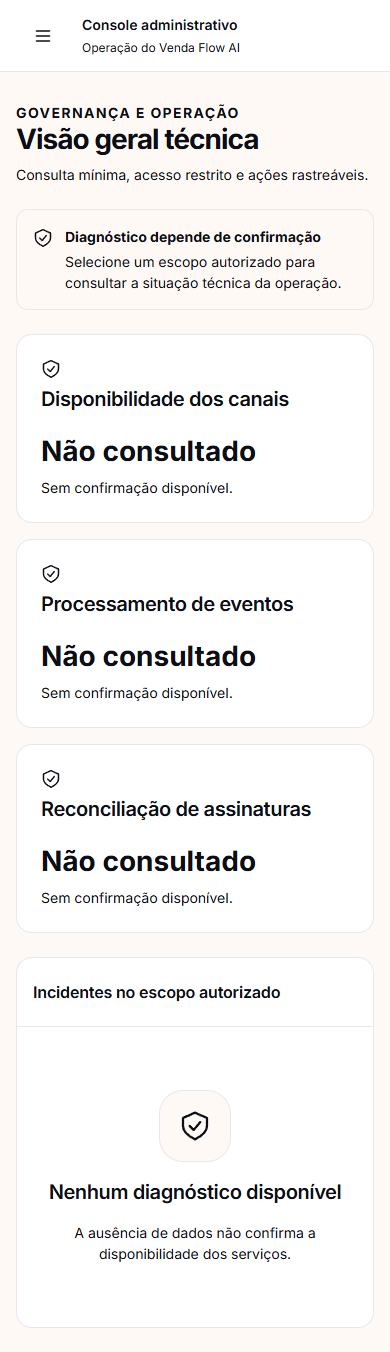 Console administrativo
Operação do Venda Flow AI
GOVERNANÇA E OPERAÇÃO
Visão geral técnica
Consulta mínima, acesso restrito e ações rastreáveis.
Diagnóstico depende de confirmação
Selecione um escopo autorizado para
consultar a situação técnica da operação.
Disponibilidade dos canais
Não consultado
Sem confirmação disponível.
Processamento de eventos
Não consultado
Sem confirmação disponível.
Reconciliação de assinaturas
Não consultado
Sem confirmação disponível.
Incidentes no escopo autorizado
Nenhum diagnóstico disponível
A ausência de dados não confirma a
disponibilidade dos serviços.